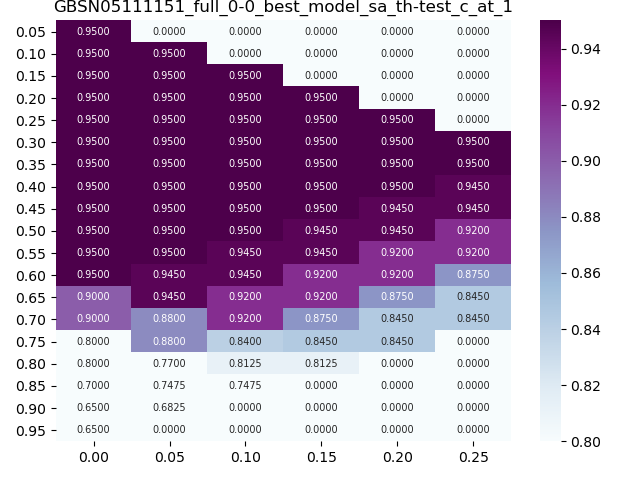 GBSN05111151_full_0-0_best_model_sa_th-test_c_at_1
0.05 0.9500 0.0000 0.0000 0.0000 0.0000 0.0000
0.10 0.9500 0.9500 0.0000 0.0000 0.0000 0.0000
0.15 0.9500 0.9500 0.9500 0.0000 0.0000 0.0000
0.20 0.9500 0.9500 0.9500 0.9500 0.0000 0.0000
0.25 0.9500 0.9500 0.9500 0.9500 0.9500 0.0000
0.30 0.9500 0.9500 0.9500 0.9500 0.9500 0.9500
0.35 0.9500 0.9500 0.9500 0.9500 0.9500 0.9500
0.40 0.9500 0.9500 0.9500 0.9500 0.9500 0.9450
0.45 0.9500 0.9500 0.9500 0.9450 0.9450 0.9450
0.50 0.9500 0.9500 0.9500 0.9450 0.9450 0.9200
0.55 0.9500 0.9500 0.9450 0.9450 0.9200 0.9200
0.60 0.9500 0.9450 0.9450 0.9200 0.9200 0.8750
0.65 0.9000 0.9450 0.9200 0.9200 0.8750 0.8450
0.70 0.9000 0.8800 0.9200 0.8750 0.8450 0.8450
0.75 0.8000 0.8800 0.8400 0.8450 0.8450 0.0000
0.80 0.8000 0.7700 0.8125 0.8125 0.0000 0.0000
0.85 0.7000 0.7475 0.7475 0.0000 0.0000 0.0000
0.90 0.6500 0.6825 0.0000 0.0000 0.0000 0.0000
0.95 0.6500 0.0000 0.0000 0.0000 0.0000 0.0000
0.00 0.05 0.10 0.15 0.20 0.25
0.94
0.92
0.90
0.88
0.86
0.84
0.82
0.80